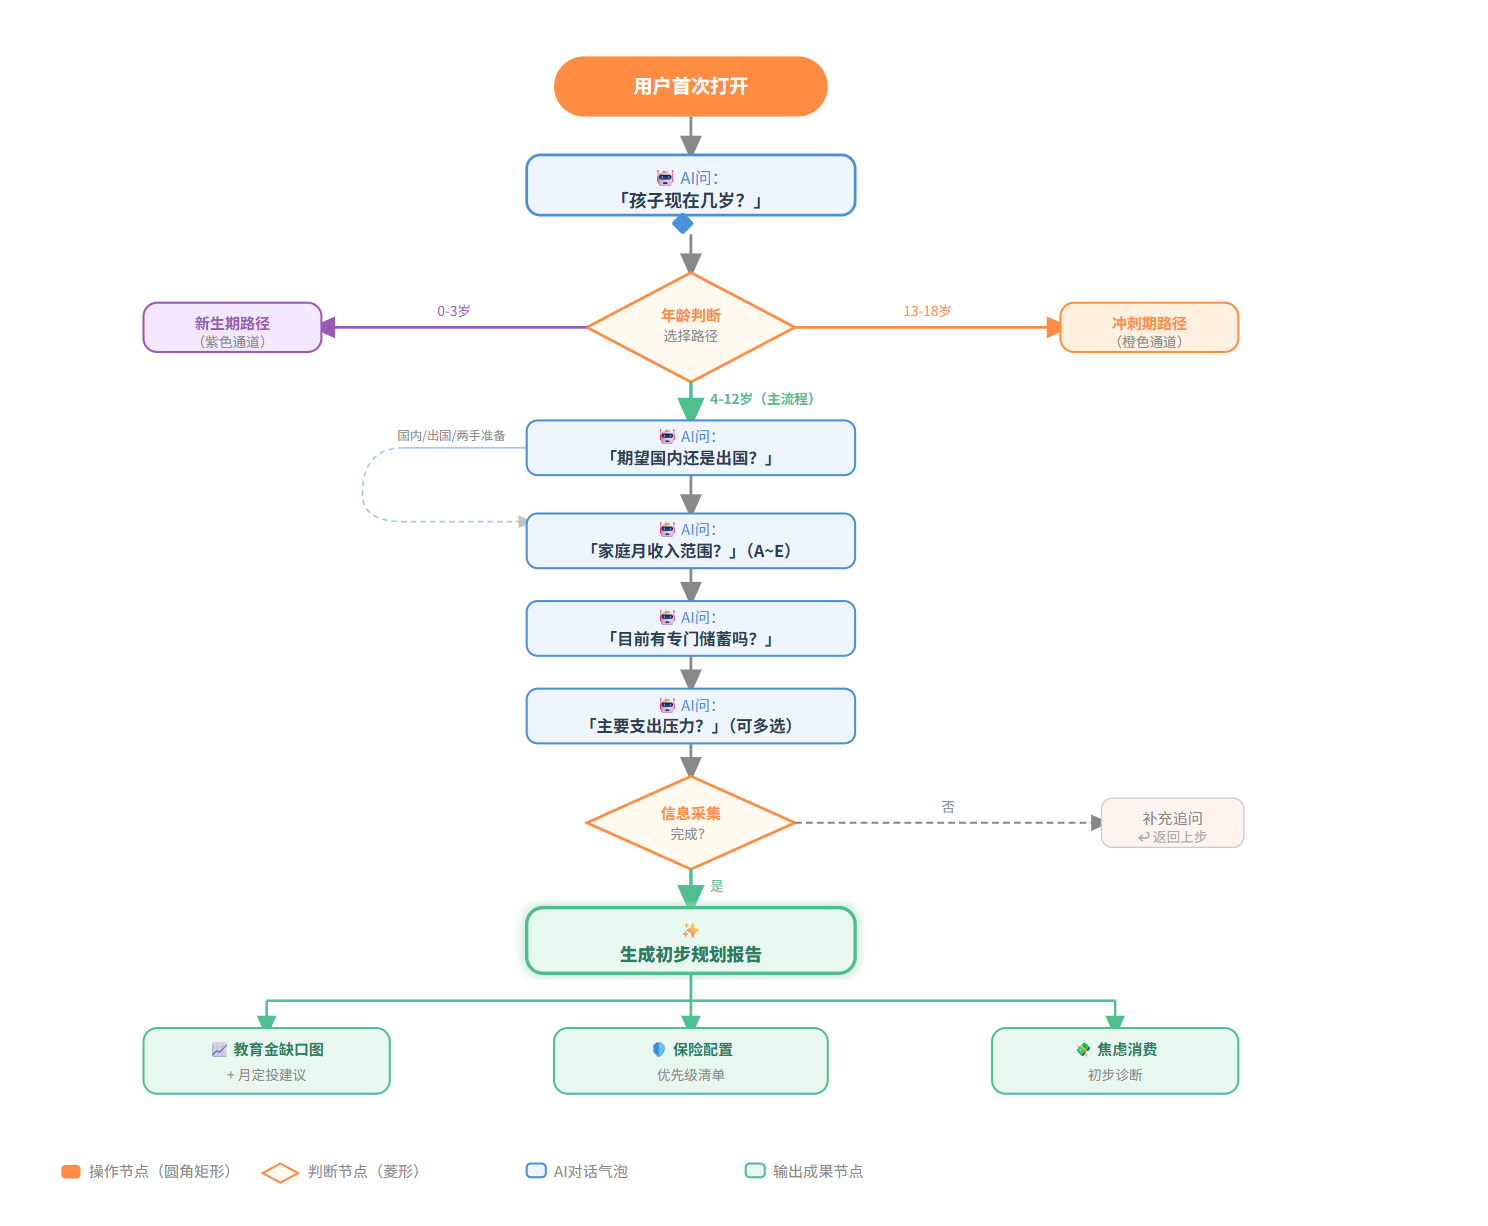 用户首次打开
AI问：
「孩子现在几岁？」
年龄判断
选择路径
0-3岁
13-18岁
新生期路径
（紫色通道）
冲刺期路径
（橙色通道）
4-12岁（主流程）
国内/出国/两手准备
AI问：
「期望国内还是出国？」
AI问：
「家庭月收入范围？」（A~E）
AI问：
「目前有专门储蓄吗？」
AI问：
「主要支出压力？」（可多选）
信息采集
完成？
否
补充追问
↩ 返回上步
是
生成初步规划报告
教育金缺口图
+ 月定投建议
保险配置
优先级清单
焦虑消费
初步诊断
操作节点（圆角矩形）
判断节点（菱形）
AI对话气泡
输出成果节点